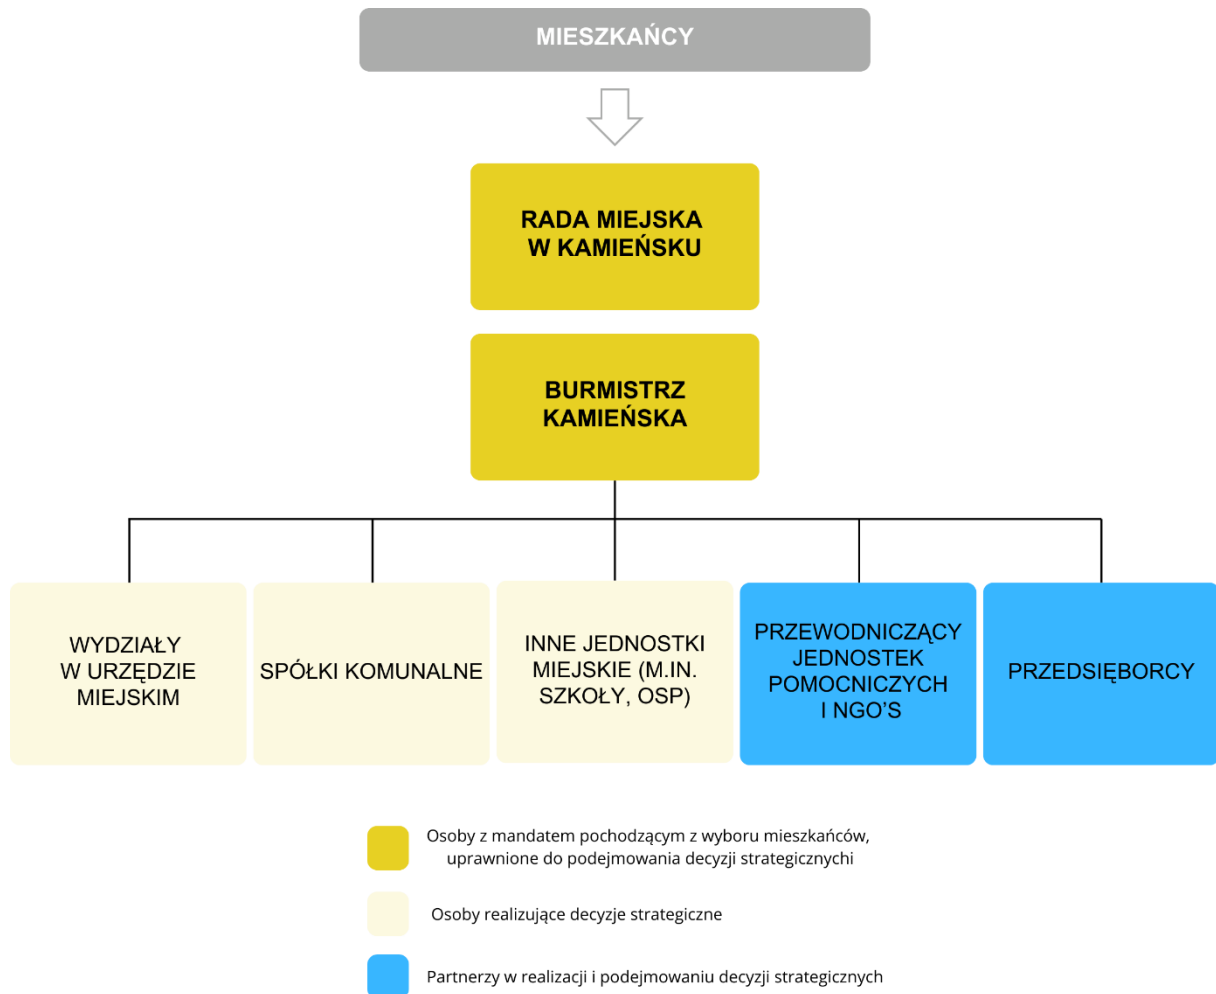 MIESZKAŃCY
RADA MIEJSKA
W KAMIEŃSKU
BURMISTRZ
KAMIEŃSKA
WYDZIAŁY
W URZĘDZIE
MIEJSKIM
SPÓŁKI KOMUNALNE
INNE JEDNOSTKI
MIEJSKIE (M.IN.
SZKOŁY, OSP)
PRZEWODNICZĄCY
JEDNOSTEK
POMOCNICZYCH
I NGO'S
PRZEDSIĘBORCY
Osoby z mandatem pochodzącym z wyboru mieszkańców,
uprawnione do podejmowania decyzji strategicznychi
Osoby realizujące decyzje strategiczne
Partnerzy w realizacji i podejmowaniu decyzji strategicznych